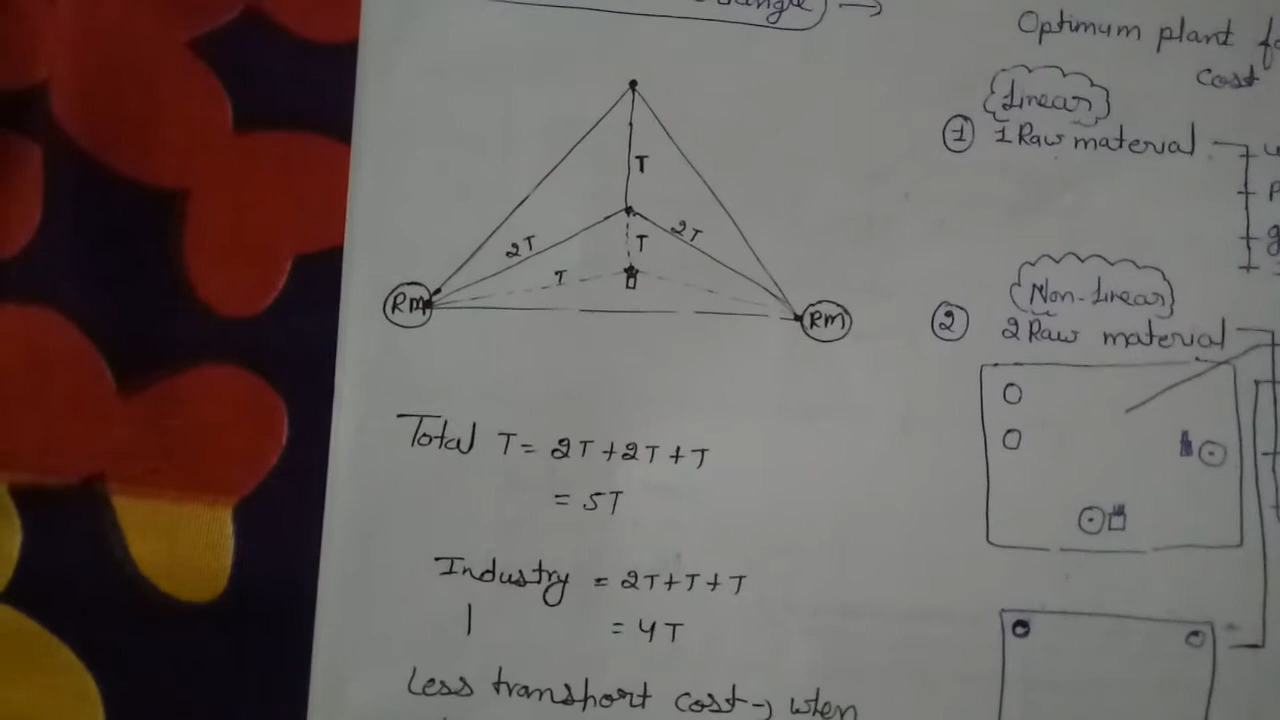 Optimum plant
cost
T
2T
2T
T
T
RM
RM
Total T = 2T + 2T + T
= 5T
Industry = 2T + T + T
= 4T
Less transport cost → when
Linear
① 1 Raw material
Non-Linear
② 2 Raw material